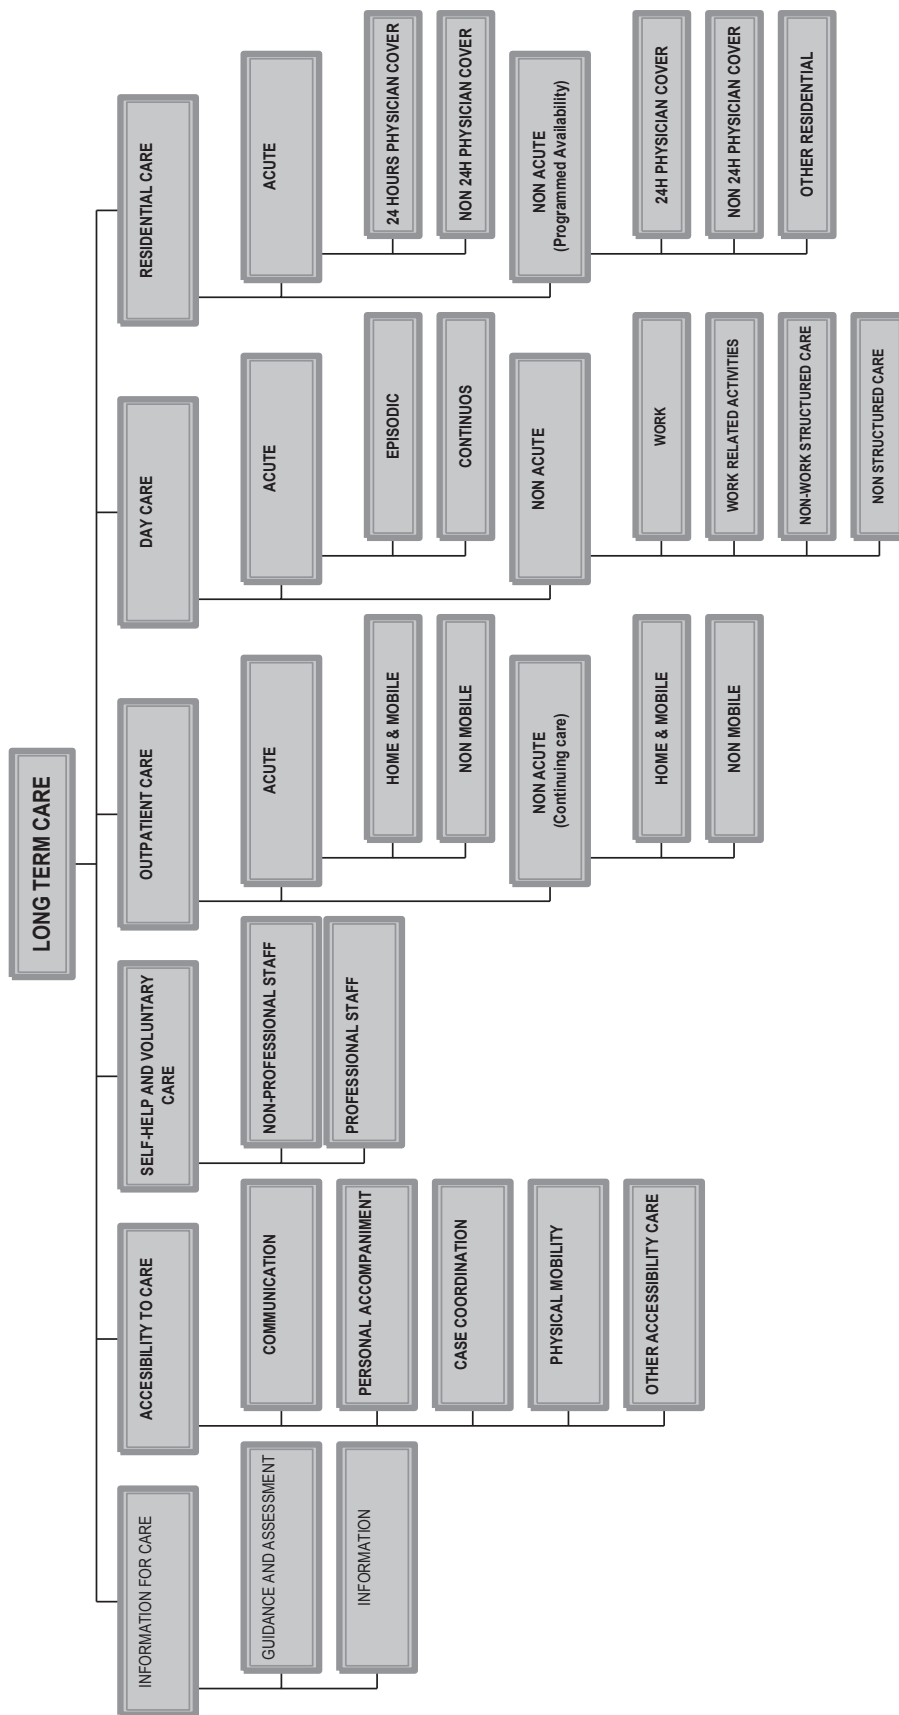 LONG TERM CARE
INFORMATION FOR CARE
GUIDANCE AND ASSESSMENT
INFORMATION
ACCESIBILITY TO CARE
COMMUNICATION
PERSONAL ACCOMPANIMENT
CASE COORDINATION
PHYSICAL MOBILITY
OTHER ACCESSIBILITY CARE
SELF-HELP AND VOLUNTARY
CARE
NON-PROFESSIONAL STAFF
PROFESSIONAL STAFF
OUTPATIENT CARE
ACUTE
HOME & MOBILE
NON MOBILE
NON ACUTE
(Continuing care)
HOME & MOBILE
NON MOBILE
DAY CARE
ACUTE
EPISODIC
CONTINUOS
NON ACUTE
WORK
WORK RELATED ACTIVITIES
NON-WORK STRUCTURED CARE
NON STRUCTURED CARE
RESIDENTIAL CARE
ACUTE
24 HOURS PHYSICIAN COVER
NON 24H PHYSICIAN COVER
NON ACUTE
(Programmed Availability)
24H PHYSICIAN COVER
NON 24H PHYSICIAN COVER
OTHER RESIDENTIAL